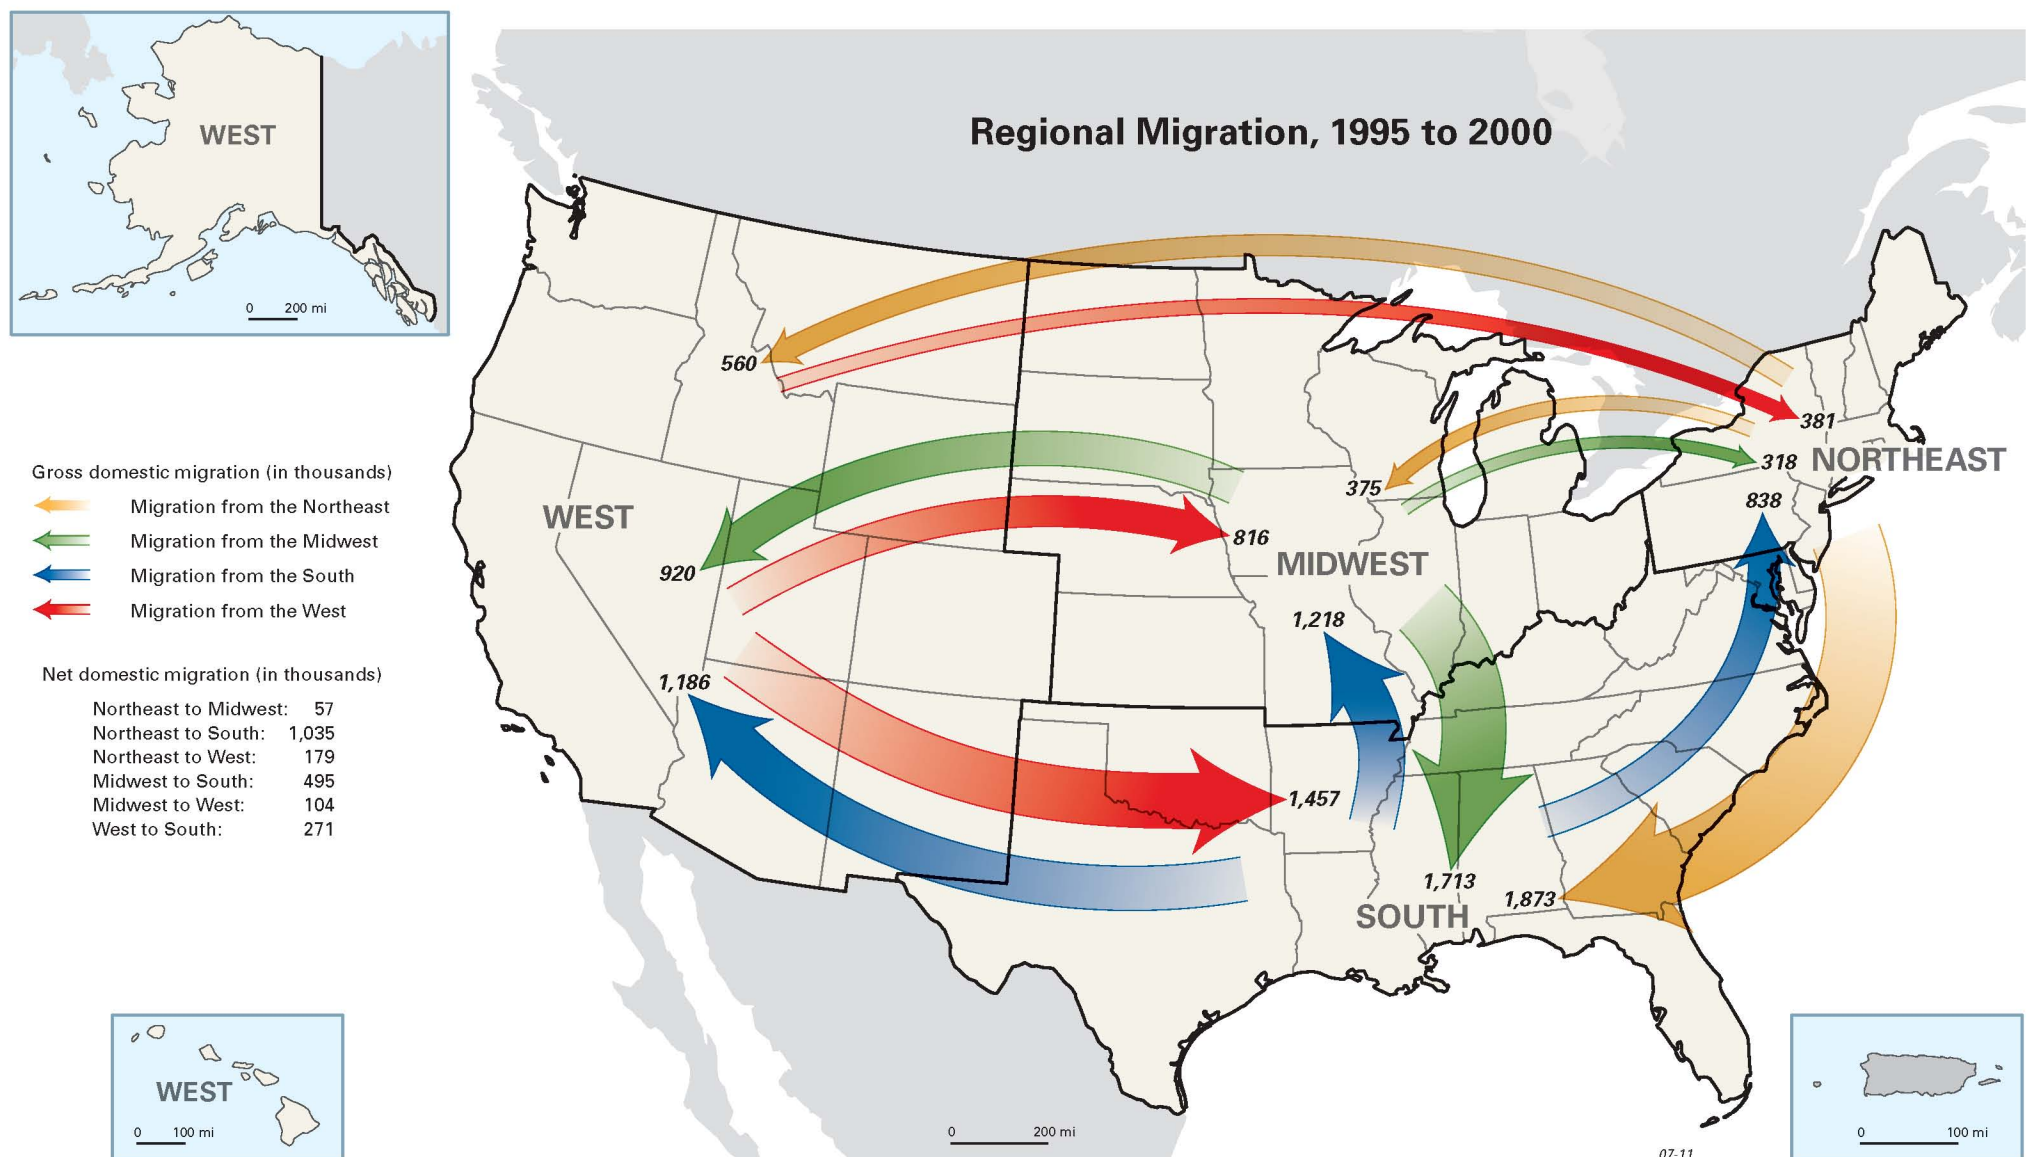 WEST
0 200 mi
Regional Migration, 1995 to 2000
Gross domestic migration (in thousands)
Migration from the Northeast
Migration from the Midwest
Migration from the South
Migration from the West
Net domestic migration (in thousands)
Northeast to Midwest: 57
Northeast to South: 1,035
Northeast to West: 179
Midwest to South: 495
Midwest to West: 104
West to South: 271
560
381
318
NORTHEAST
375
838
WEST
816
MIDWEST
920
1,218
1,186
1,457
1,713
1,873
SOUTH
WEST
0 100 mi
0 200 mi
0 100 mi
07-11